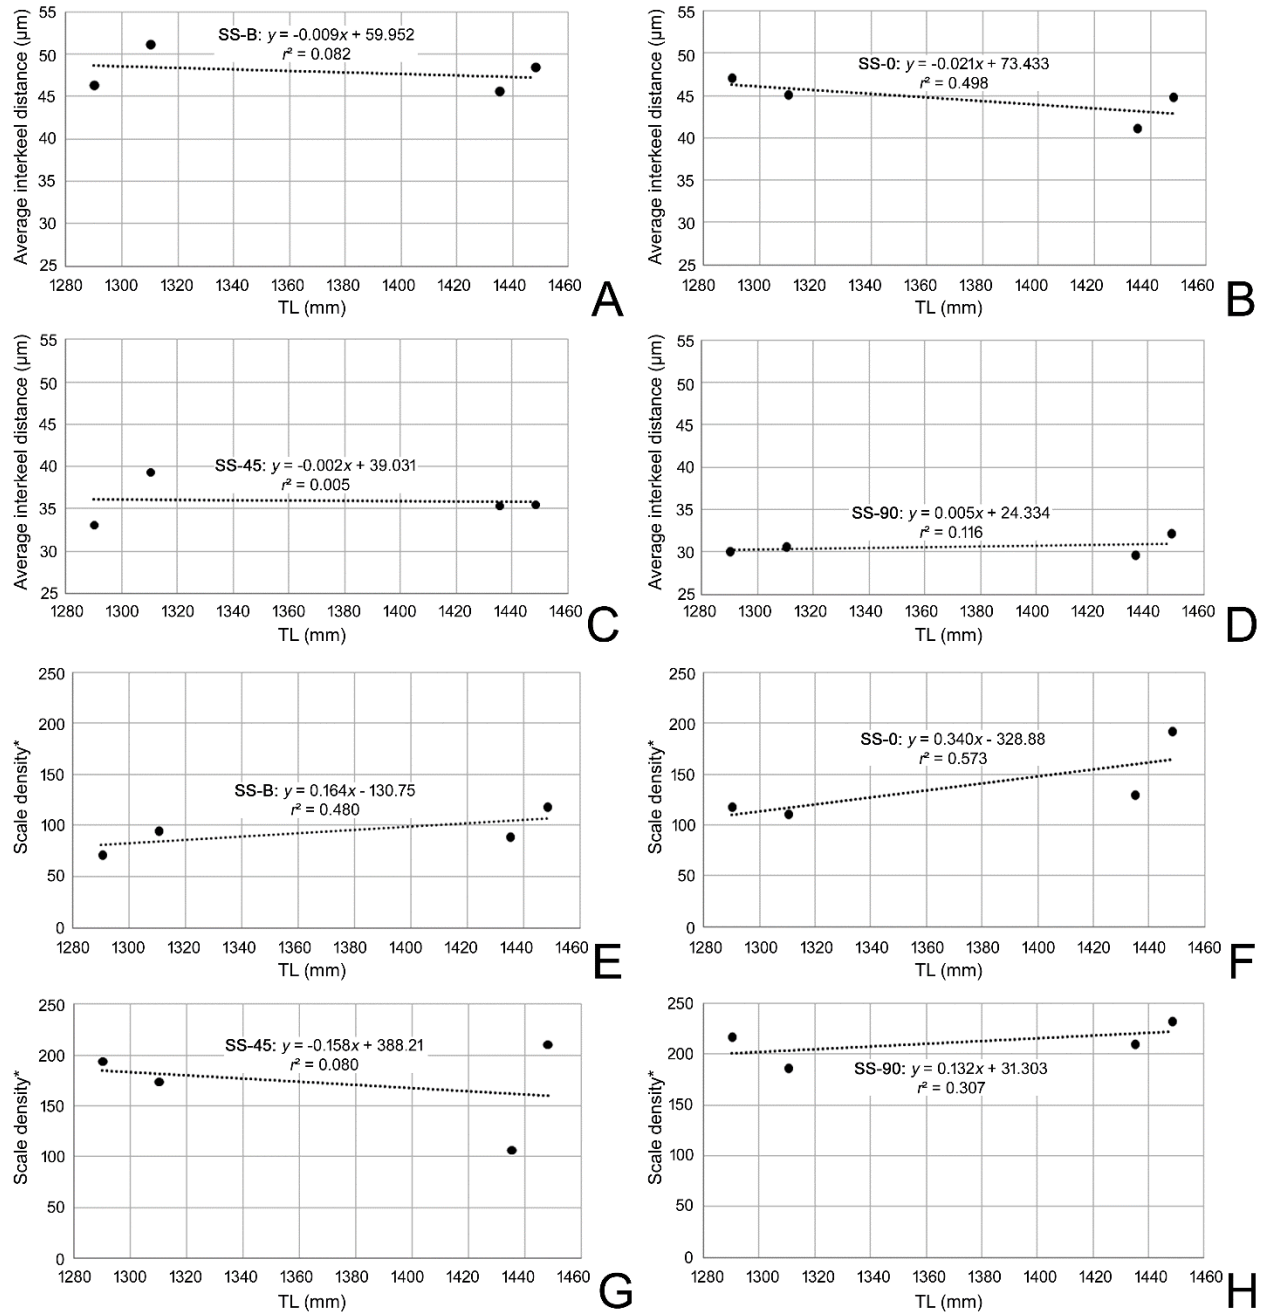 Average interkeel distance (µm)
55
50
45
40
35
30
25
SS-B: y = -0.009x + 59.952
r² = 0.082
1280 1300 1320 1340 1360 1380 1400 1420 1440 1460
TL (mm)
A
Average interkeel distance (µm)
55
50
45
40
35
30
25
SS-0: y = -0.021x + 73.433
r² = 0.498
1280 1300 1320 1340 1360 1380 1400 1420 1440 1460
TL (mm)
B
Average interkeel distance (µm)
55
50
45
40
35
30
25
SS-45: y = -0.002x + 39.031
r² = 0.005
1280 1300 1320 1340 1360 1380 1400 1420 1440 1460
TL (mm)
C
Average interkeel distance (µm)
55
50
45
40
35
30
25
SS-90: y = 0.005x + 24.334
r² = 0.116
1280 1300 1320 1340 1360 1380 1400 1420 1440 1460
TL (mm)
D
Scale density*
250
200
150
100
50
0
SS-B: y = 0.164x - 130.75
r² = 0.480
1280 1300 1320 1340 1360 1380 1400 1420 1440 1460
TL (mm)
E
Scale density*
250
200
150
100
50
0
SS-0: y = 0.340x - 328.88
r² = 0.573
1280 1300 1320 1340 1360 1380 1400 1420 1440 1460
TL (mm)
F
Scale density*
250
200
150
100
50
0
SS-45: y = -0.158x + 388.21
r² = 0.080
1280 1300 1320 1340 1360 1380 1400 1420 1440 1460
TL (mm)
G
Scale density*
250
200
150
100
50
0
SS-90: y = 0.132x + 31.303
r² = 0.307
1280 1300 1320 1340 1360 1380 1400 1420 1440 1460
TL (mm)
H